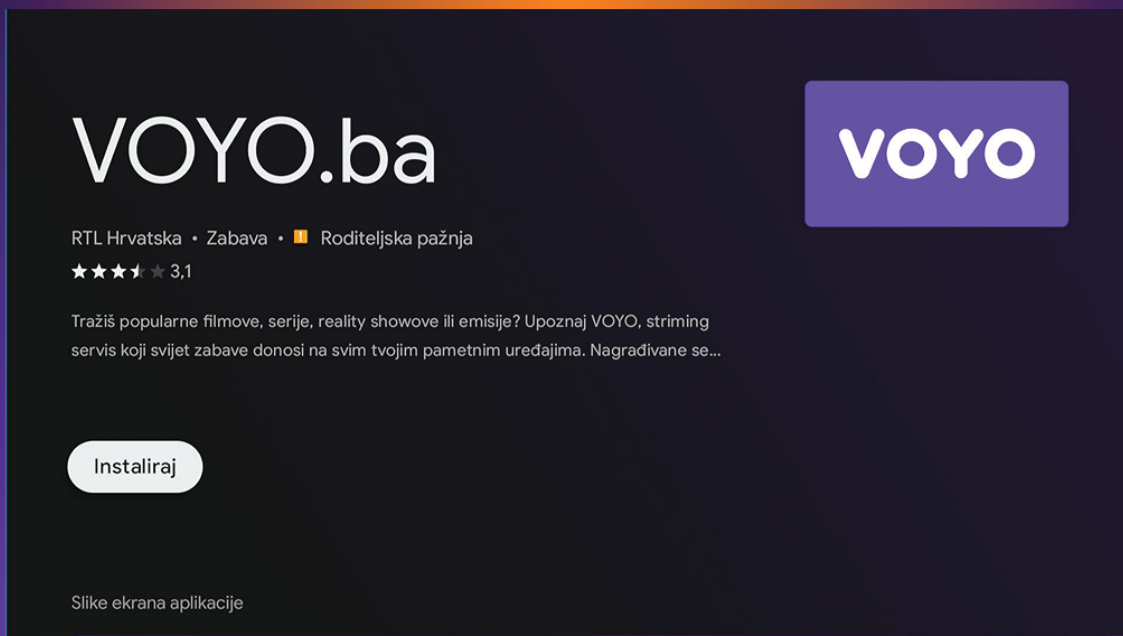 VOYO.ba
VOYO
RTL Hrvatska • Zabava • ! Roditeljska pažnja
3,1
Tražiš popularne filmove, serije, reality showove ili emisije? Upoznaj VOYO, striming
servis koji svijet zabave donosi na svim tvojim pametnim uređajima. Nagrađivane se...
Instaliraj
Slike ekrana aplikacije